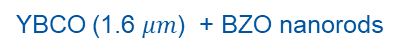 YBCO (1.6 𝜇𝑚) + BZO nanorods